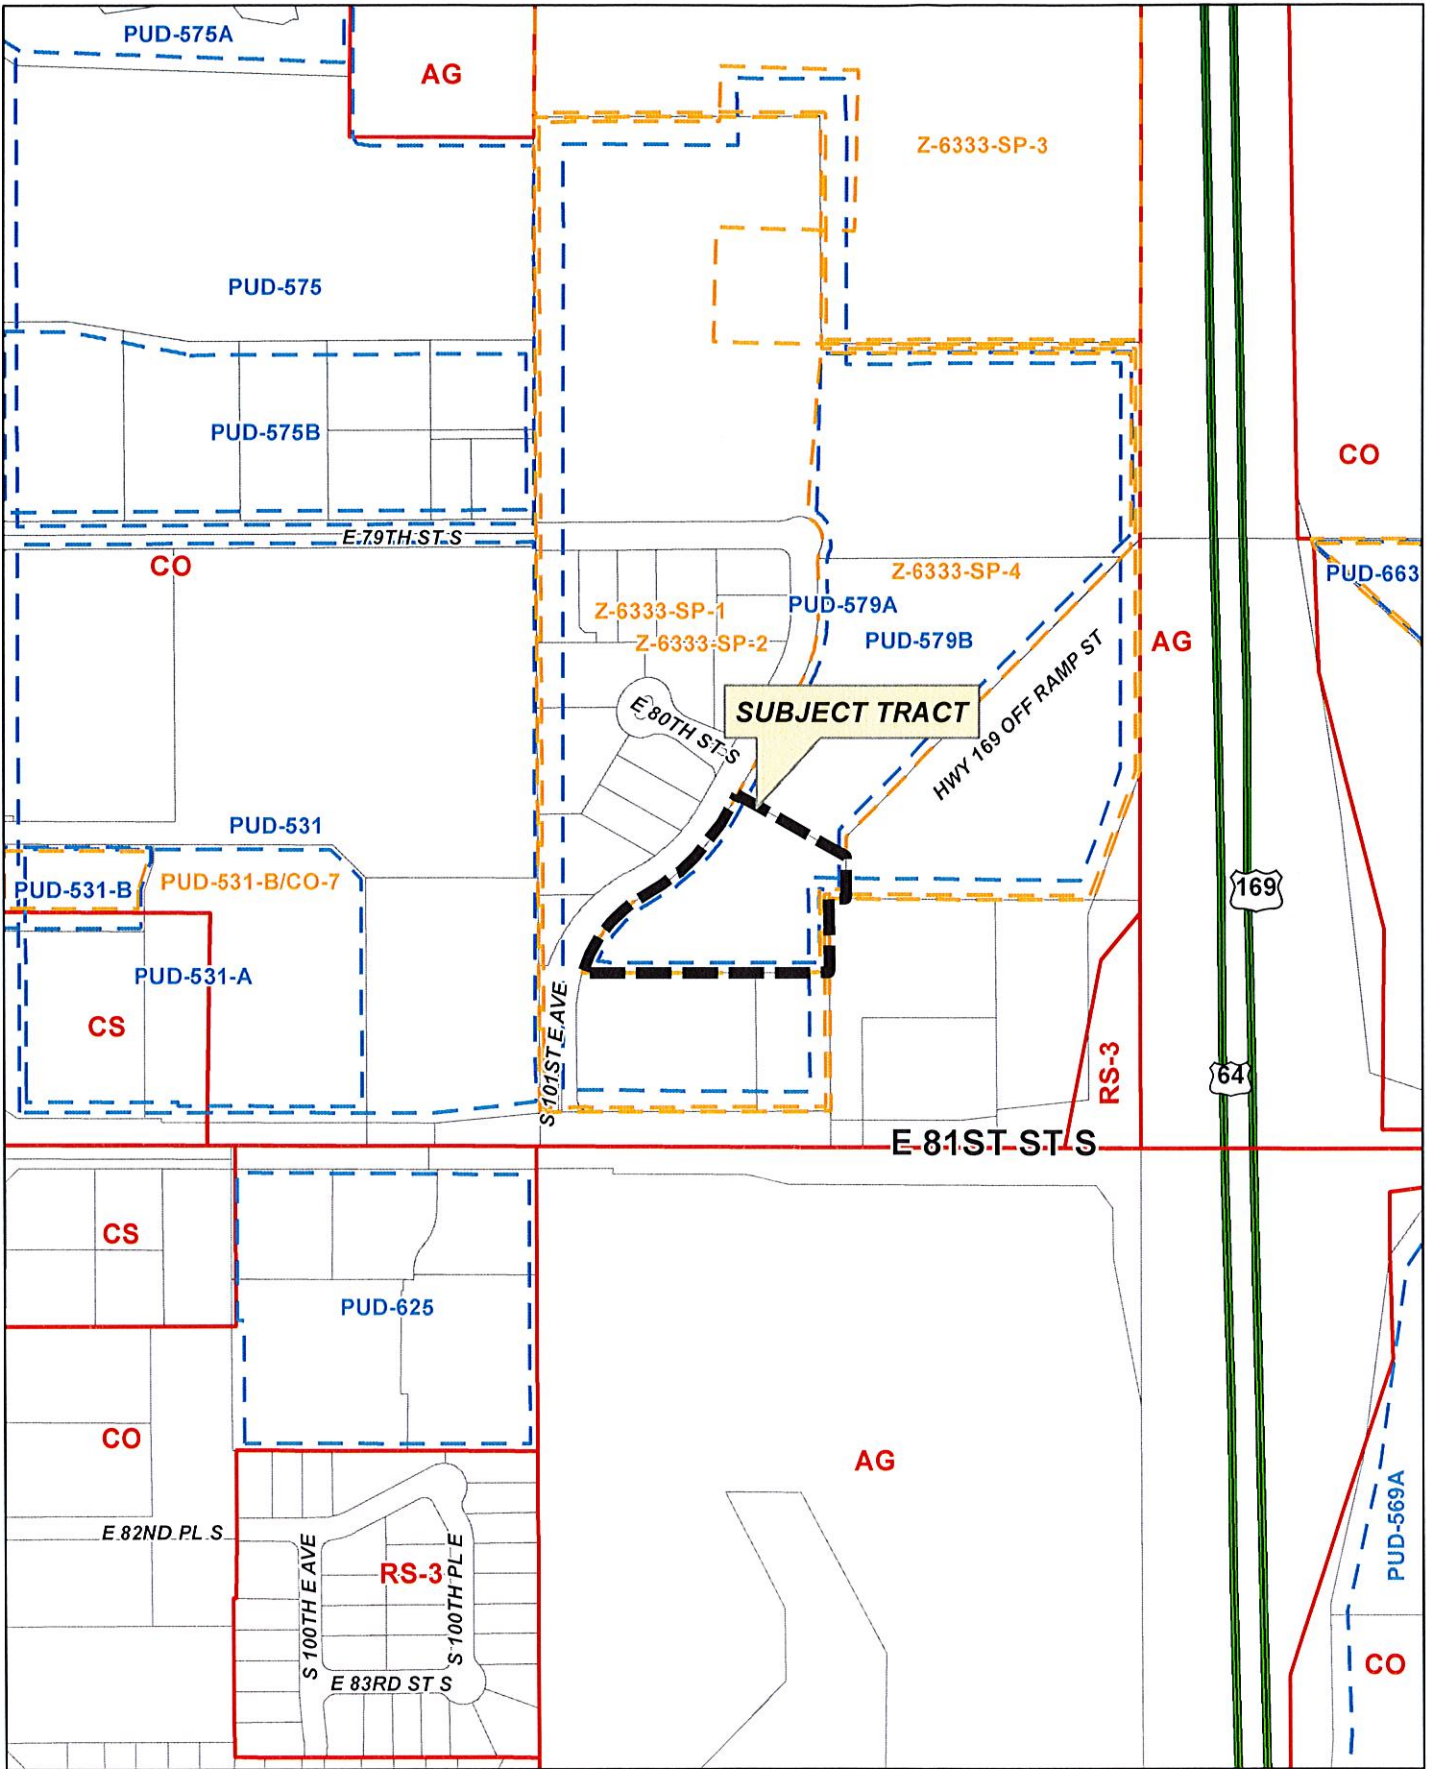 PUD-575A
AG
Z-6333-SP-3
PUD-575
PUD-575B
CO
E 79TH ST S
CO
Z-6333-SP-4
PUD-663
Z-6333-SP-1
PUD-579A
Z-6333-SP-2
PUD-579B
AG
HWY 169 OFF RAMP ST
E 80TH ST S
SUBJECT TRACT
PUD-531
PUD-531-B
PUD-531-B/CO-7
169
PUD-531-A
CS
S 101ST E AVE
RS-3
64
E 81ST ST S
CS
PUD-625
CO
AG
PUD-569A
E 82ND PL S
S 100TH E AVE
RS-3
S 100TH PL E
E 83RD ST S
CO